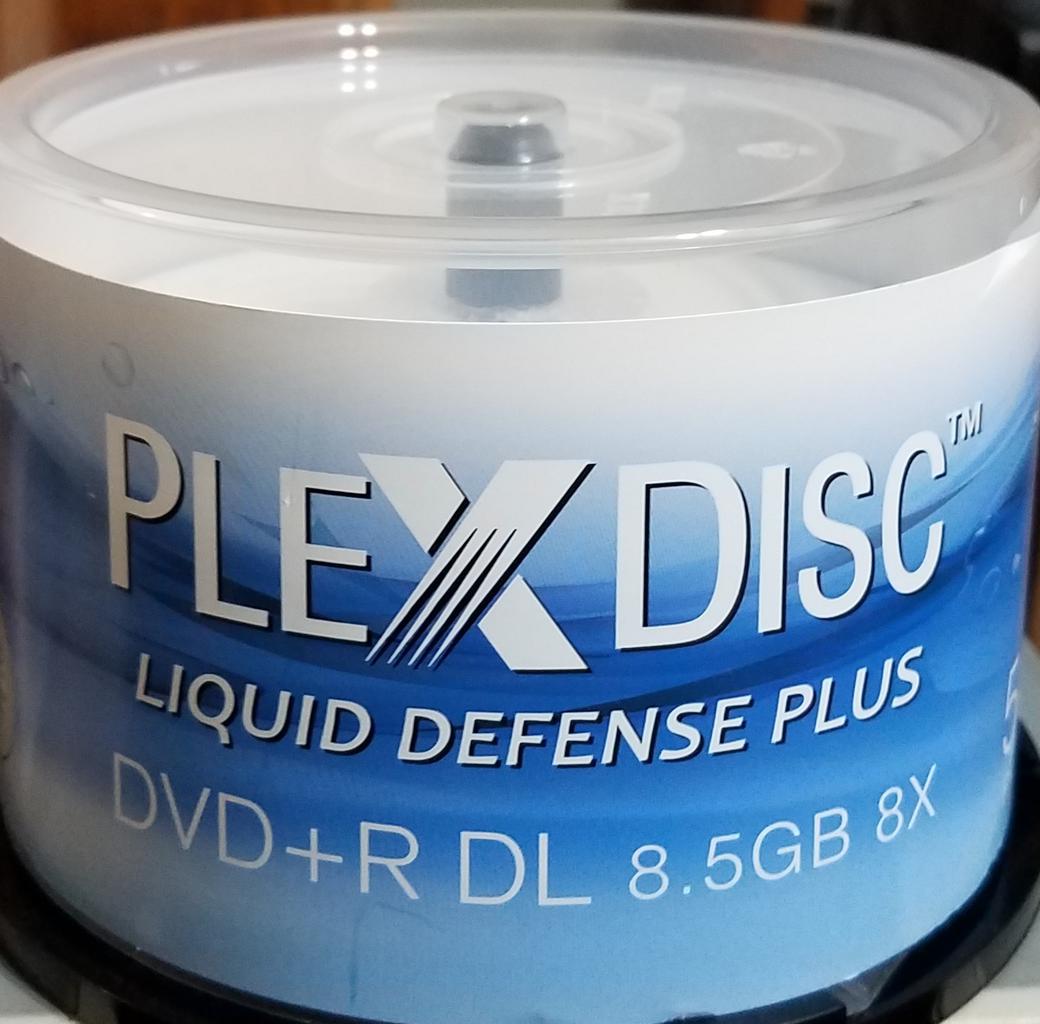 PLEXDISC™
LIQUID DEFENSE PLUS
DVD+R DL 8.5GB 8X